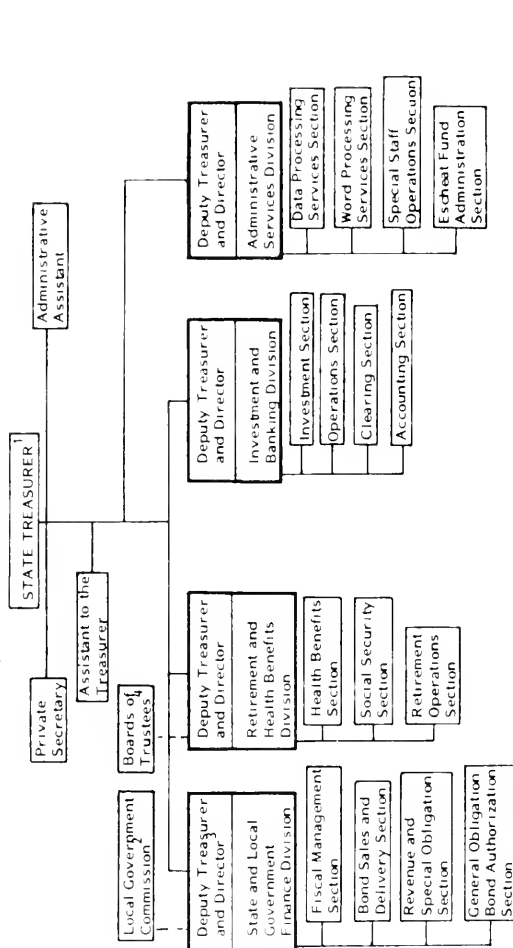 STATE TREASURER1
Private
Secretary
Administrative
Assistant
Assistant to the
Treasurer
Local Government
Commission2
Boards of
Trustees4
Deputy Treasurer
and Director3
State and Local
Government
Finance Division
Fiscal Management
Section
Bond Sales and
Delivery Section
Revenue and
Special Obligation
Section
General Obligation
Bond Authorization
Section
Deputy Treasurer
and Director
Retirement and
Health Benefits
Division
Health Benefits
Section
Social Security
Section
Retirement
Operations
Section
Deputy Treasurer
and Director
Investment and
Banking Division
Investment Section
Operations Section
Clearing Section
Accounting Section
Deputy Treasurer
and Director
Administrative
Services Division
Data Processing
Services Section
Word Processing
Services Section
Special Staff
Operations Section
Escheat Fund
Administration
Section